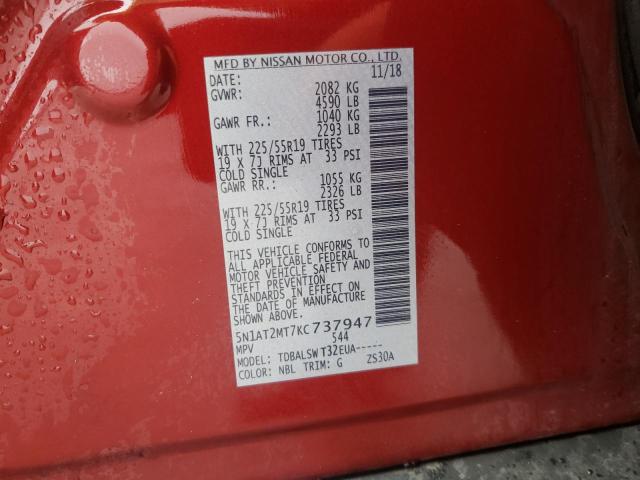 MFD BY NISSAN MOTOR CO., LTD.
DATE: 11/18
GVWR: 2082 KG
4590 LB
GAWR FR.: 1040 KG
2293 LB
WITH 225/55R19 TIRES
19 X 7J RIMS AT 33 PSI
COLD SINGLE
GAWR RR.: 1055 KG
2326 LB
WITH 225/55R19 TIRES
19 X 7J RIMS AT 33 PSI
COLD SINGLE
THIS VEHICLE CONFORMS TO
ALL APPLICABLE FEDERAL
MOTOR VEHICLE SAFETY AND
THEFT PREVENTION
STANDARDS IN EFFECT ON
THE DATE OF MANUFACTURE
5N1AT2MT7KC737947
MPV 544
MODEL: TDBALSW T32EUA-----
COLOR: NBL TRIM: G ZS30A